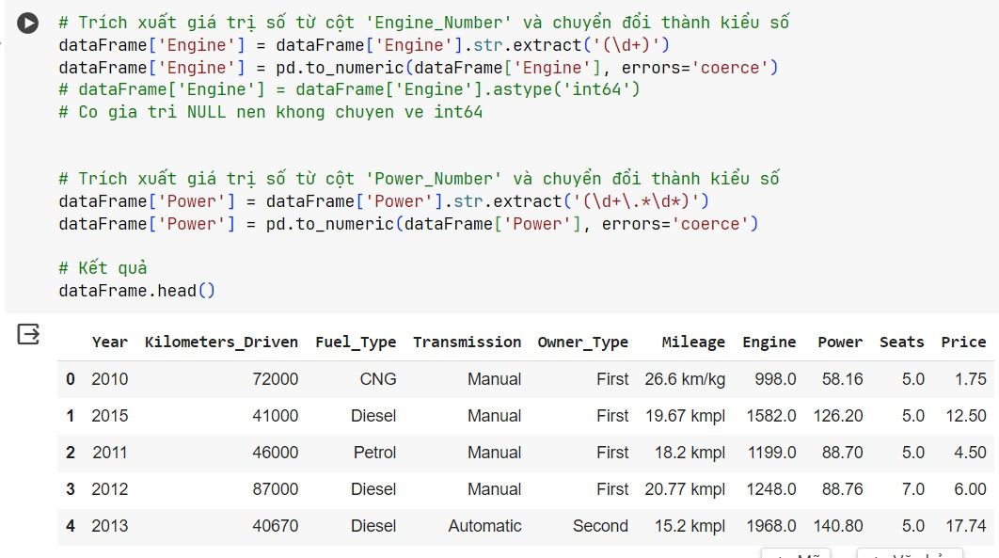 # Trích xuất giá trị số từ cột 'Engine_Number' và chuyển đổi thành kiểu số
dataFrame['Engine'] = dataFrame['Engine'].str.extract('(\d+)')
dataFrame['Engine'] = pd.to_numeric(dataFrame['Engine'], errors='coerce')
# dataFrame['Engine'] = dataFrame['Engine'].astype('int64')
# Co gia tri NULL nen khong chuyen ve int64
# Trích xuất giá trị số từ cột 'Power_Number' và chuyển đổi thành kiểu số
dataFrame['Power'] = dataFrame['Power'].str.extract('(\d+\.*\d*)')
dataFrame['Power'] = pd.to_numeric(dataFrame['Power'], errors='coerce')
# Kết quả
dataFrame.head()
Year Kilometers_Driven Fuel_Type Transmission Owner_Type Mileage Engine Power Seats Price
0 2010 72000 CNG Manual First 26.6 km/kg 998.0 58.16 5.0 1.75
1 2015 41000 Diesel Manual First 19.67 kmpl 1582.0 126.20 5.0 12.50
2 2011 46000 Petrol Manual First 18.2 kmpl 1199.0 88.70 5.0 4.50
3 2012 87000 Diesel Manual First 20.77 kmpl 1248.0 88.76 7.0 6.00
4 2013 40670 Diesel Automatic Second 15.2 kmpl 1968.0 140.80 5.0 17.74